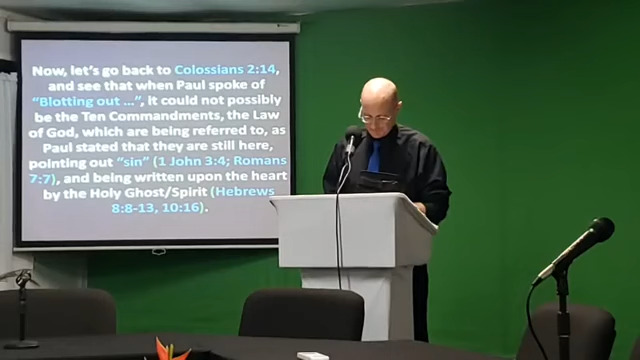 Now, let's go back to Colossians 2:14,
and see that when Paul spoke of
"Blotting out ...", it could not possibly
be the Ten Commandments, the Law
of God, which are being referred to, as
Paul stated that they are still here,
pointing out "sin" (1 John 3:4; Romans
7:7), and being written upon the heart
by the Holy Ghost/Spirit (Hebrews
8:8-13, 10:16).